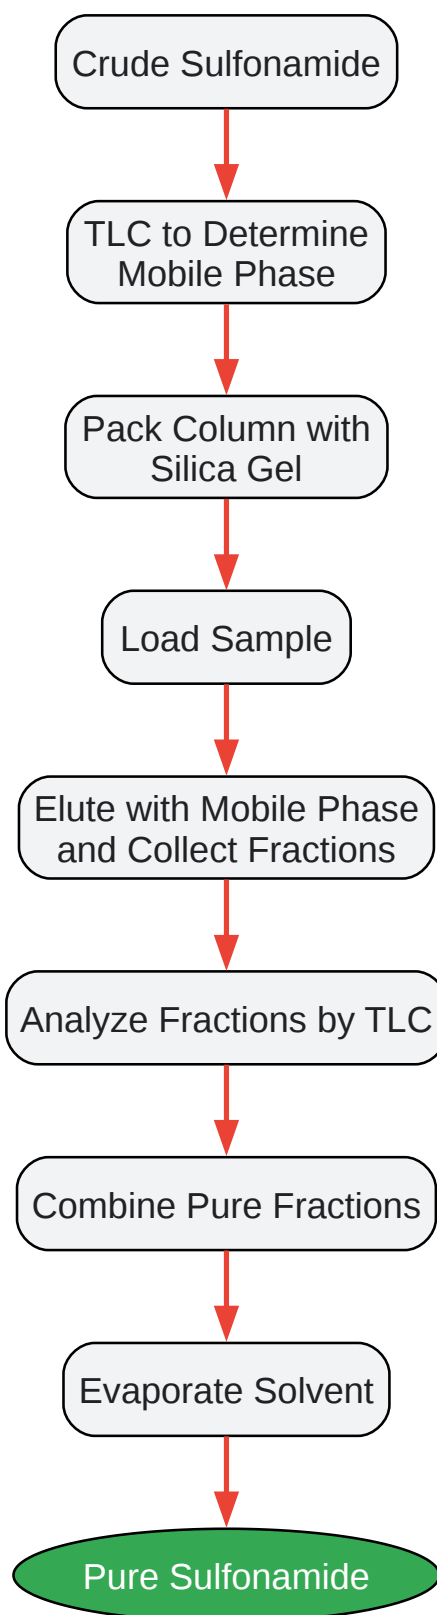 Crude Sulfonamide
TLC to Determine
Mobile Phase
Pack Column with
Silica Gel
Load Sample
Elute with Mobile Phase
and Collect Fractions
Analyze Fractions by TLC
Combine Pure Fractions
Evaporate Solvent
Pure Sulfonamide